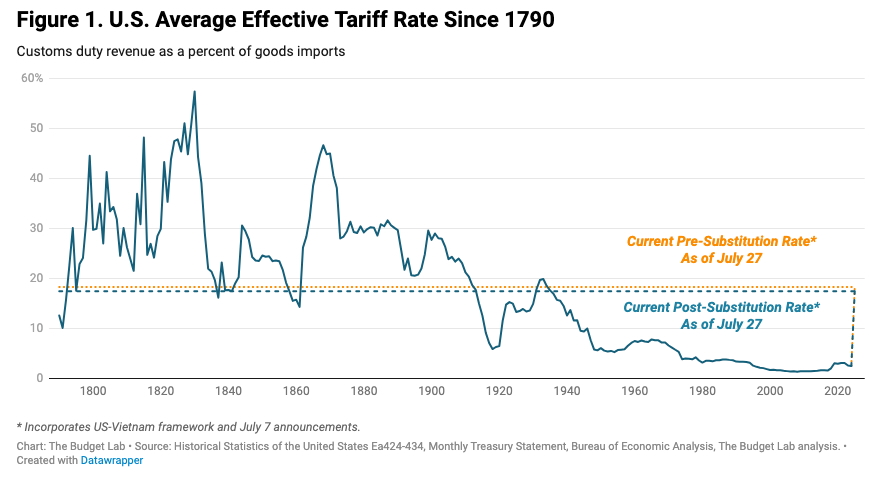 Figure 1. U.S. Average Effective Tariff Rate Since 1790
Customs duty revenue as a percent of goods imports
60%
50
40
30
20
10
0
Current Pre-Substitution Rate*
As of July 27
Current Post-Substitution Rate*
As of July 27
1800 1820 1840 1860 1880 1900 1920 1940 1960 1980 2000 2020
* Incorporates US-Vietnam framework and July 7 announcements.
Chart: The Budget Lab • Source: Historical Statistics of the United States Ea424-434, Monthly Treasury Statement, Bureau of Economic Analysis, The Budget Lab analysis. •
Created with Datawrapper